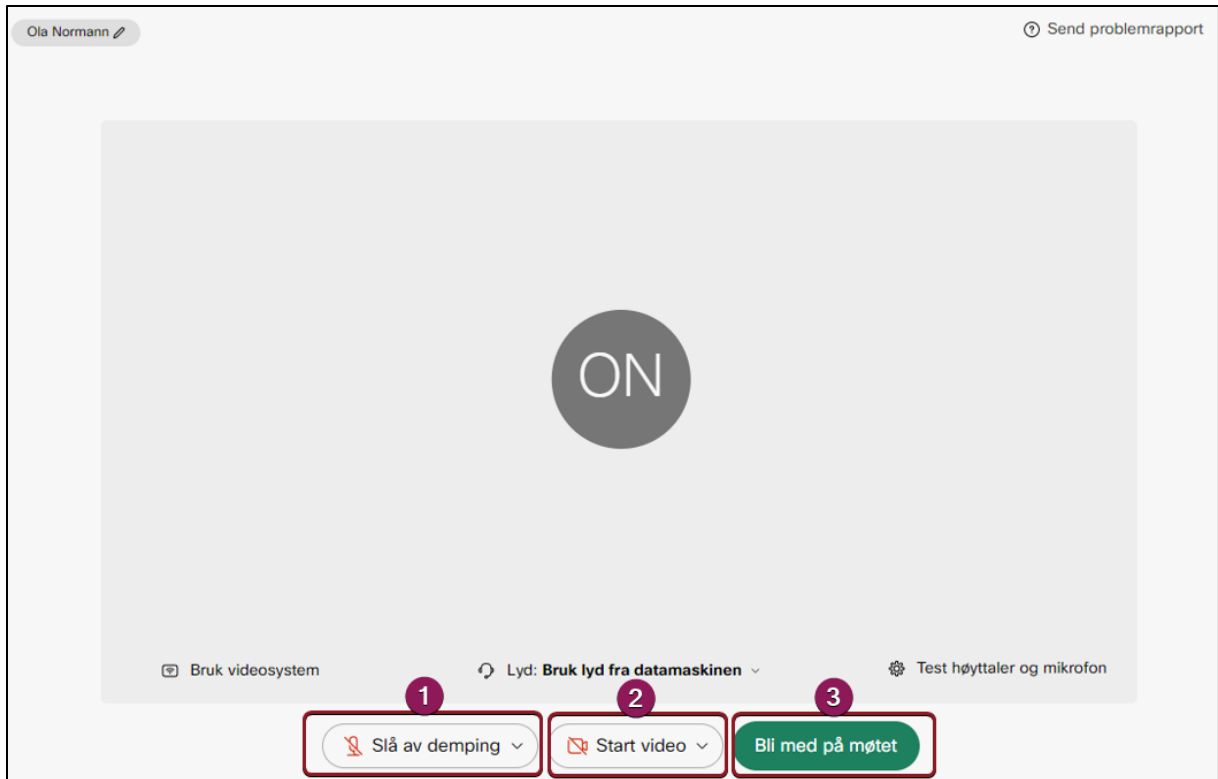 Ola Normann
Send problemrapport
ON
Bruk videosystem
Lyd: Bruk lyd fra datamaskinen
Test høyttaler og mikrofon
1
2
3
Slå av demping
Start video
Bli med på møtet